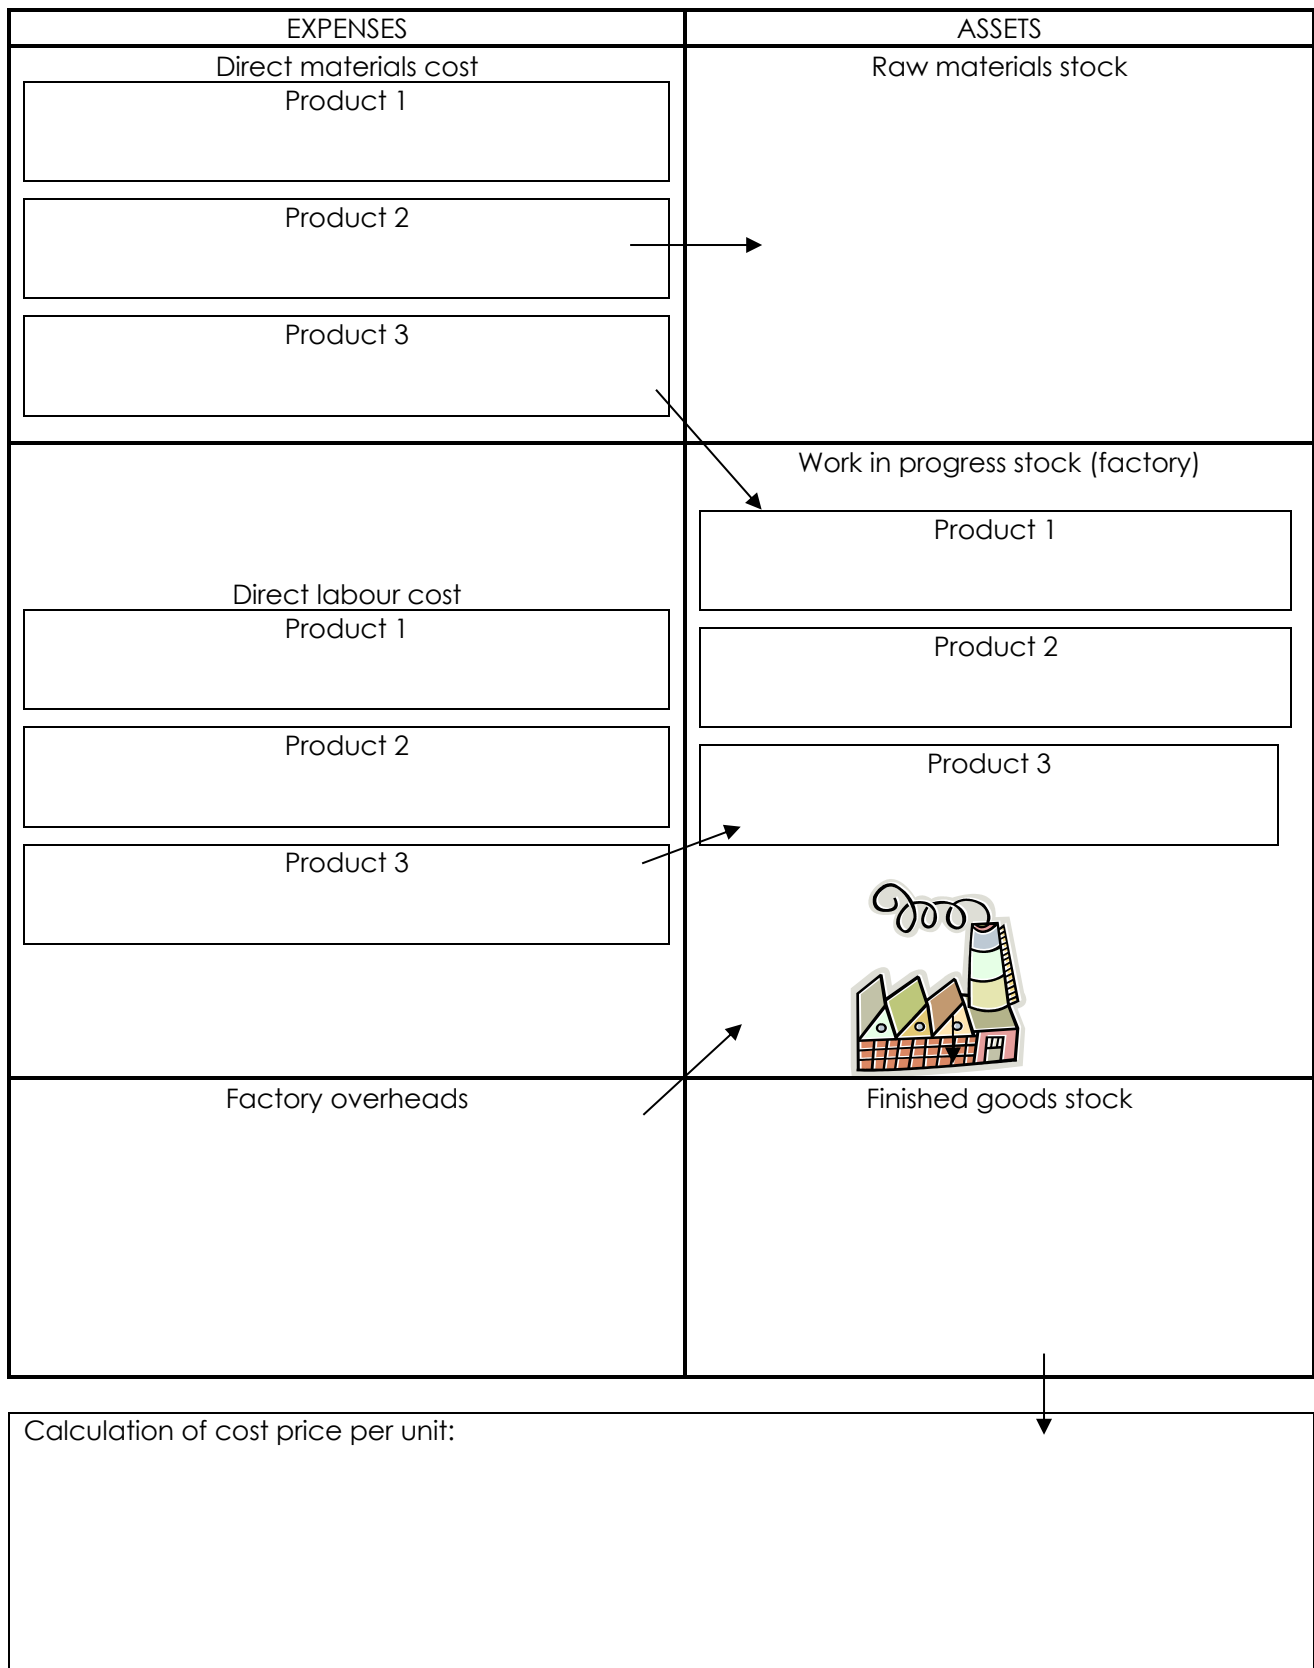 EXPENSES
ASSETS
Direct materials cost
Product 1
Product 2
Product 3
Raw materials stock
Direct labour cost
Product 1
Product 2
Product 3
Work in progress stock (factory)
Product 1
Product 2
Product 3
Factory overheads
Finished goods stock
Calculation of cost price per unit: